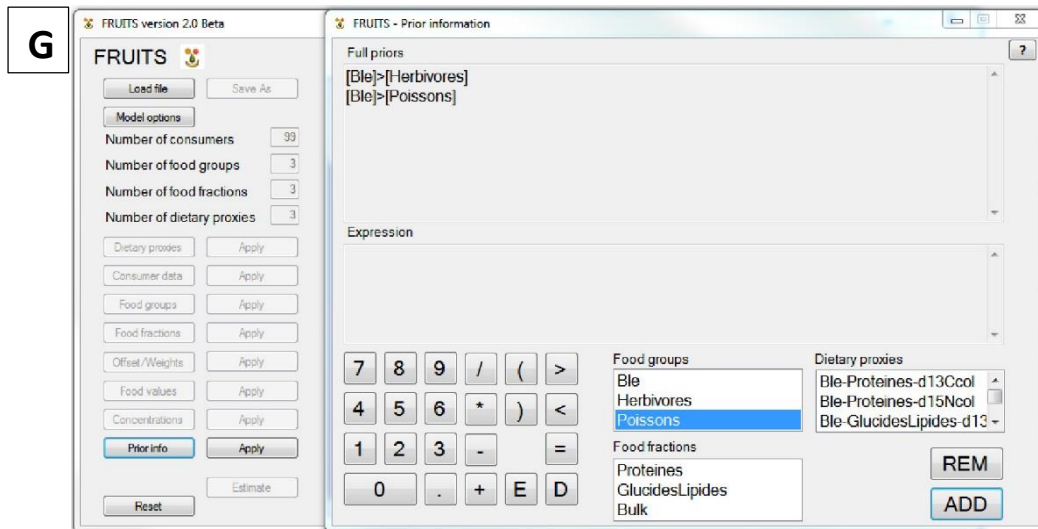 G
FRUITS version 2.0 Beta
FRUITS
Load file
Save As
Model options
Number of consumers 99
Number of food groups 3
Number of food fractions 3
Number of dietary proxies 3
Dietary proxies Apply
Consumer data Apply
Food groups Apply
Food fractions Apply
Offset/Weights Apply
Food values Apply
Concentrations Apply
Prior info Apply
Estimate
Reset
FRUITS - Prior information
?
Full priors
[Ble]>[Herbivores]
[Ble]>[Poissons]
Expression
7 8 9 / ( >
4 5 6 * ) <
1 2 3 - =
0 . + E D
Food groups
Ble
Herbivores
Poissons
Food fractions
Proteines
GlucidesLipides
Bulk
Dietary proxies
Ble-Proteines-d13Ccol
Ble-Proteines-d15Ncol
Ble-GlucidesLipides-d13
REM
ADD